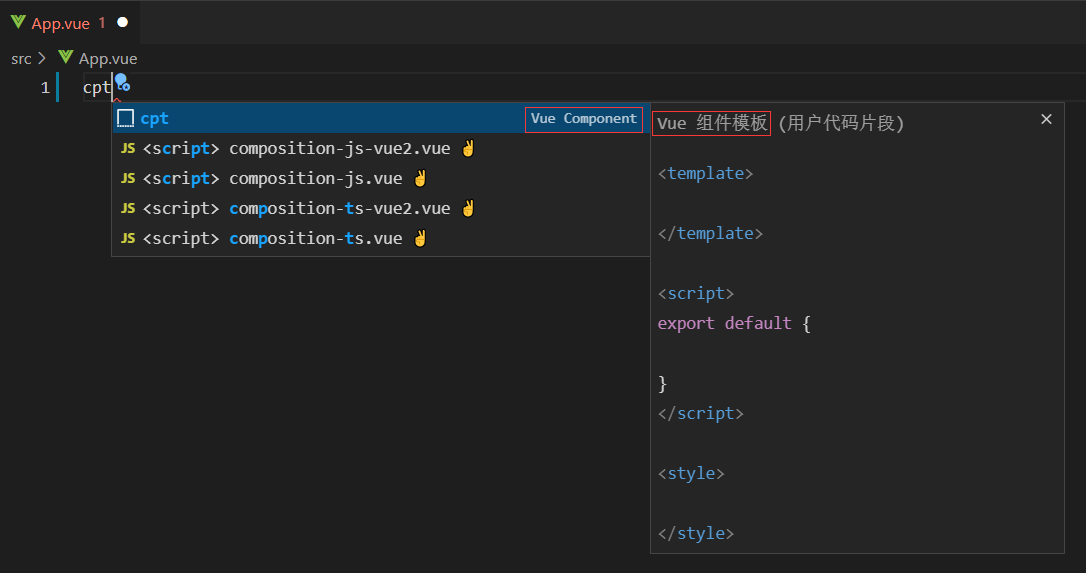 App.vue 1
src > App.vue
1 cpt
cpt Vue Component
JS <script> composition-js-vue2.vue ✌
JS <script> composition-js.vue ✌
JS <script> composition-ts-vue2.vue ✌
JS <script> composition-ts.vue ✌
Vue 组件模板 (用户代码片段)
<template>
</template>
<script>
export default {
}
</script>
<style>
</style>